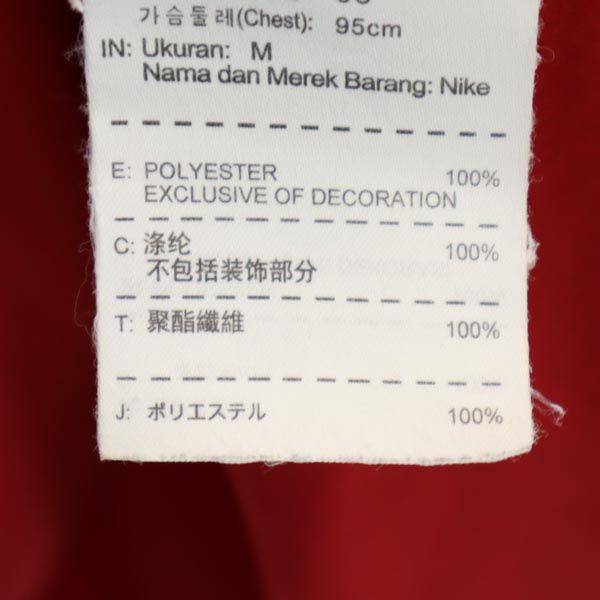 가슴둘레(Chest): 95cm
IN: Ukuran: M
Nama dan Merek Barang: Nike
E: POLYESTER 100%
EXCLUSIVE OF DECORATION
C: 涤纶 100%
不包括装饰部分
T: 聚酯纖維 100%
J: ポリエステル 100%